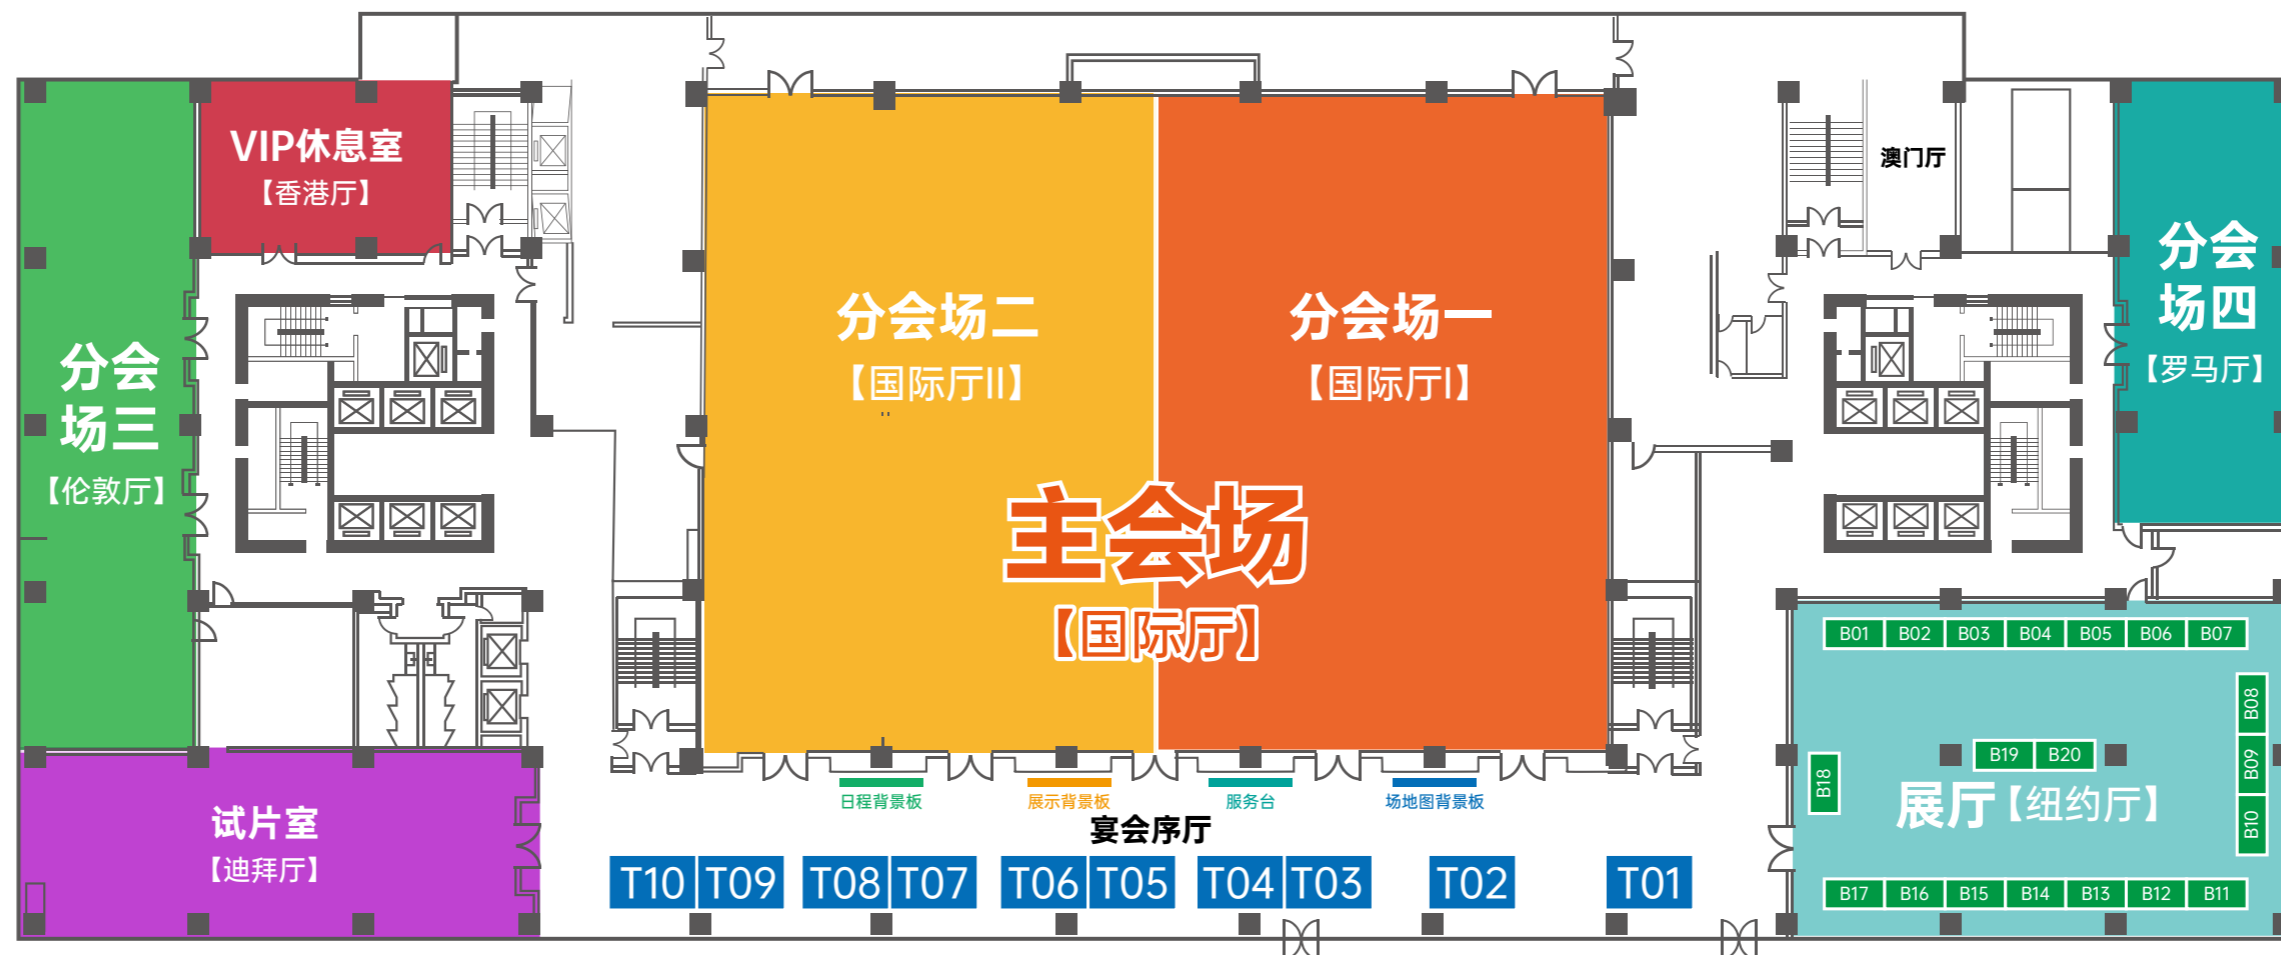 VIP休息室
【香港厅】
澳门厅
分会
场四
【罗马厅】
分会场二
【国际厅II】
分会场一
【国际厅I】
分会
场三
【伦敦厅】
主会场
【国际厅】
B01 B02 B03 B04 B05 B06 B07
B08
B09
B10
B19 B20
B18
展厅【纽约厅】
B17 B16 B15 B14 B13 B12 B11
试片室
【迪拜厅】
日程背景板 展示背景板 服务台 场地图背景板
宴会序厅
T10 T09 T08 T07 T06 T05 T04 T03 T02 T01